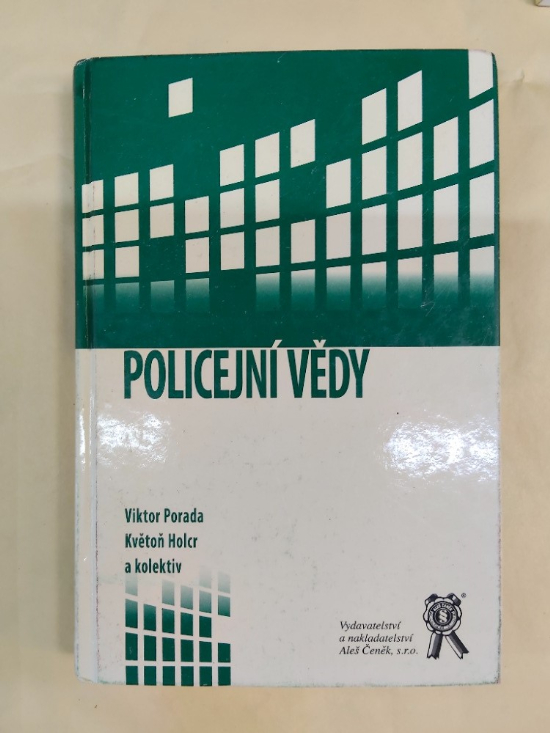 POLICEJNÍ VĚDY
Viktor Porada
Květoň Holcr
a kolektiv
Vydavatelství
a nakladatelství
Aleš Čeněk, s.r.o.
®